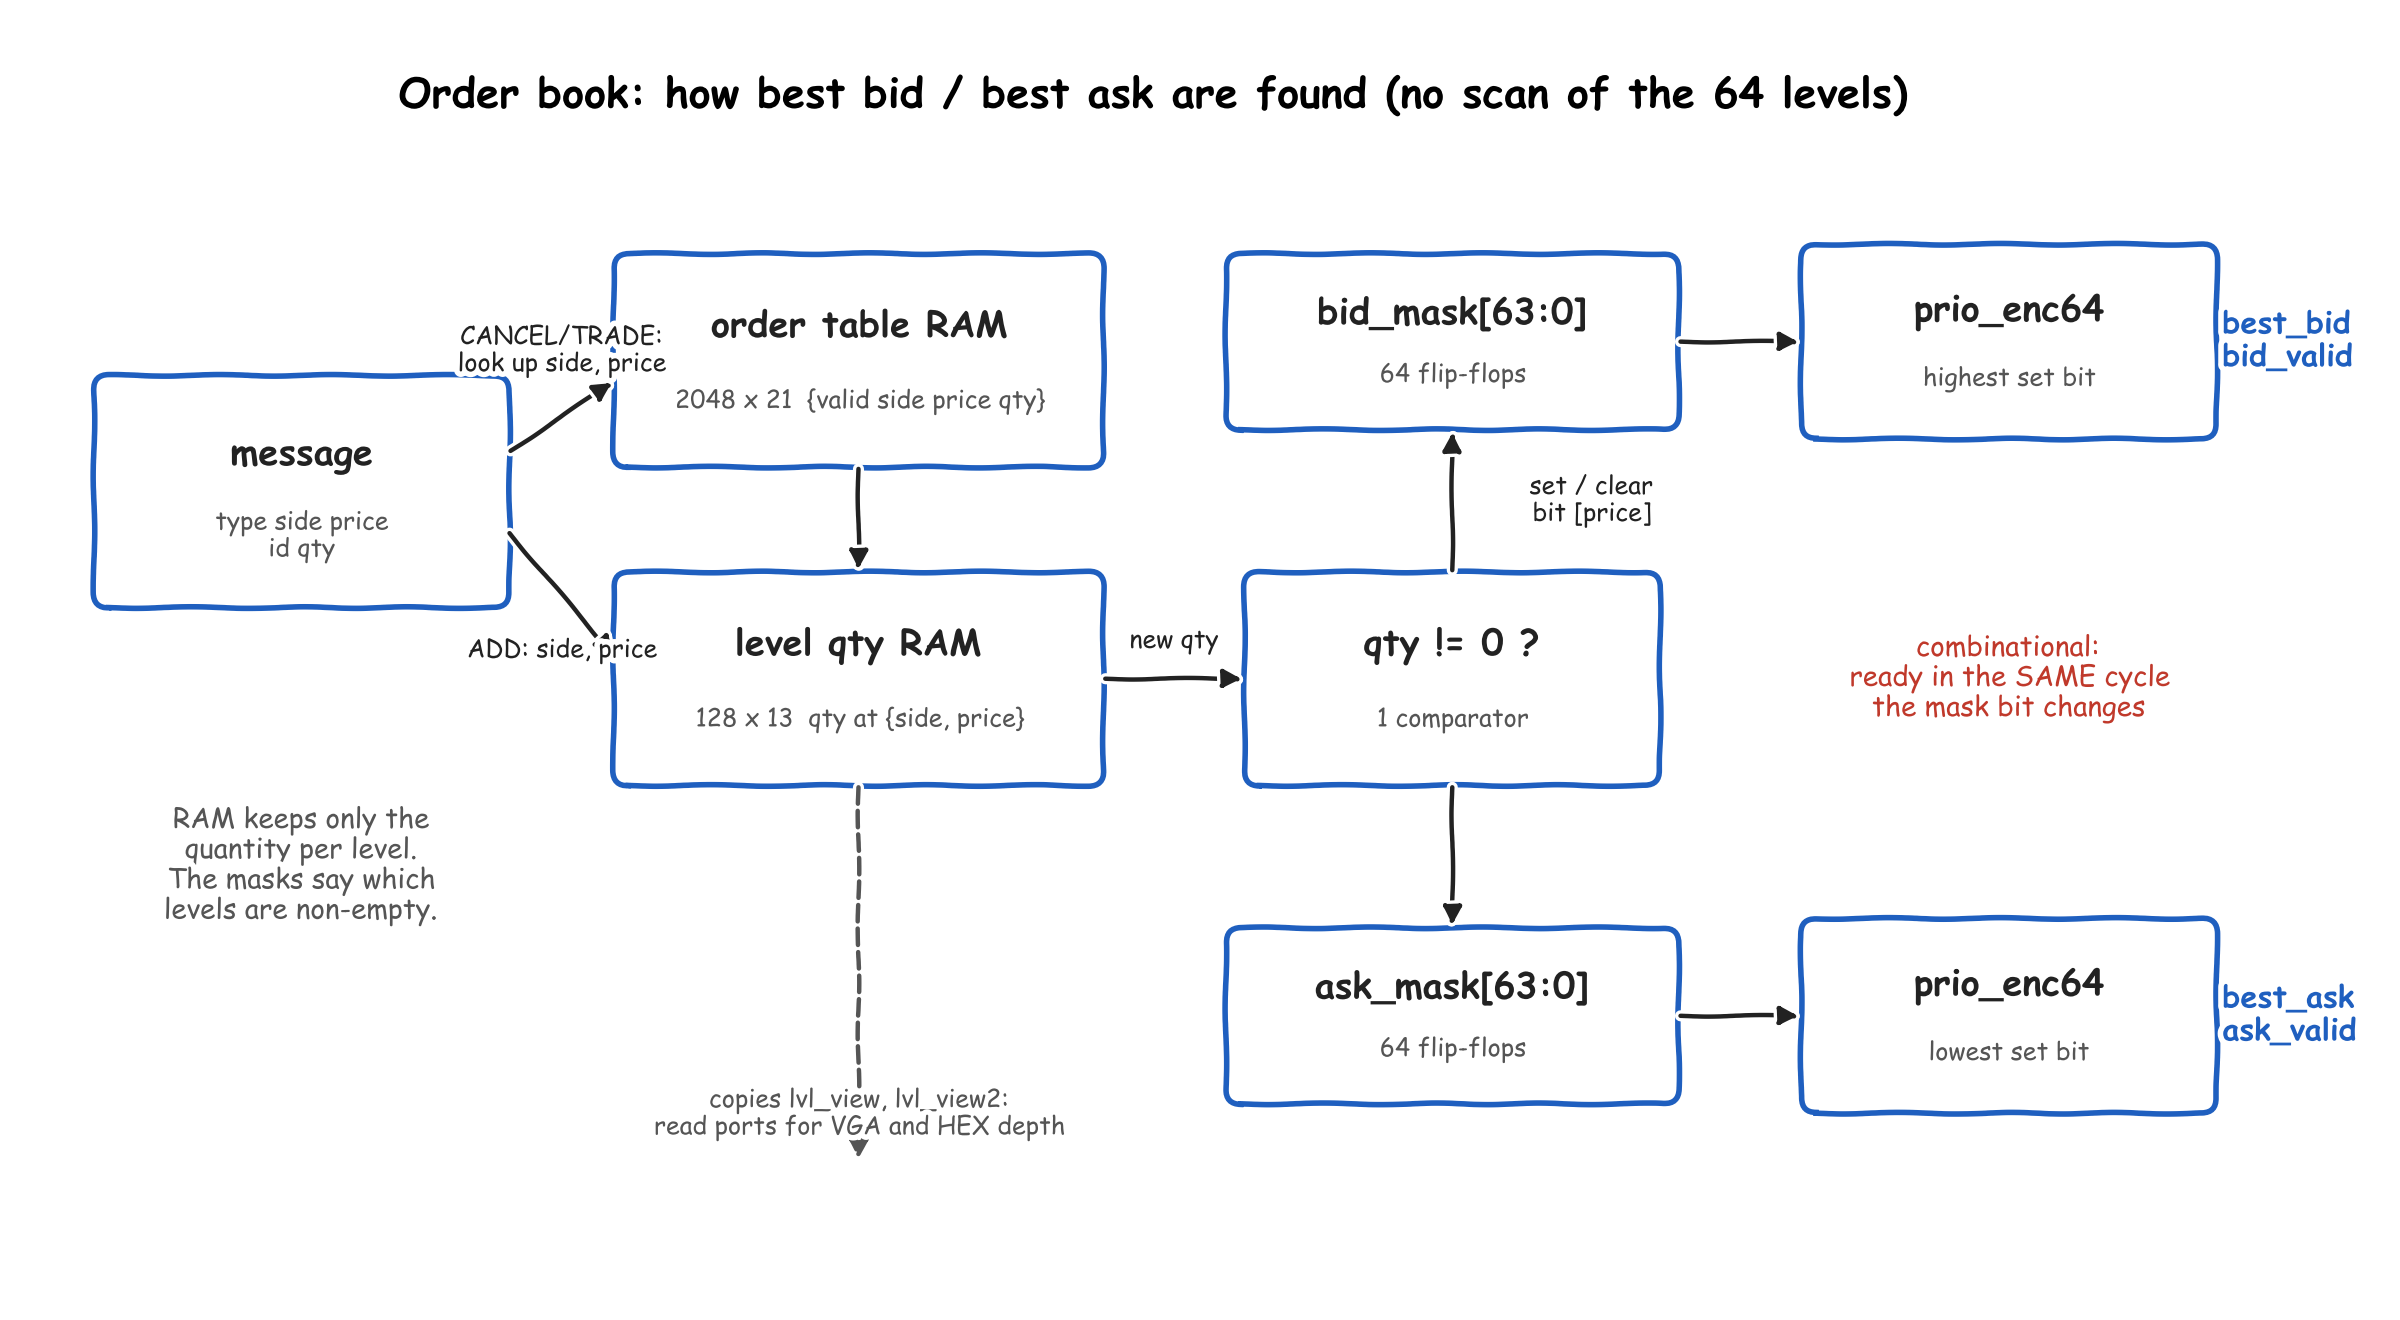 Order book: how best bid / best ask are found (no scan of the 64 levels)
CANCEL/TRADE:
look up side, price
message
type side price
id qty
ADD: side, price
order table RAM
2048 x 21 {valid side price qty}
level qty RAM
128 x 13 qty at {side, price}
new qty
bid_mask[63:0]
64 flip-flops
set / clear
bit [price]
qty != 0 ?
1 comparator
prio_enc64
highest set bit
best_bid
bid_valid
combinational:
ready in the SAME cycle
the mask bit changes
RAM keeps only the
quantity per level.
The masks say which
levels are non-empty.
copies lvl_view, lvl_view2:
read ports for VGA and HEX depth
ask_mask[63:0]
64 flip-flops
prio_enc64
lowest set bit
best_ask
ask_valid